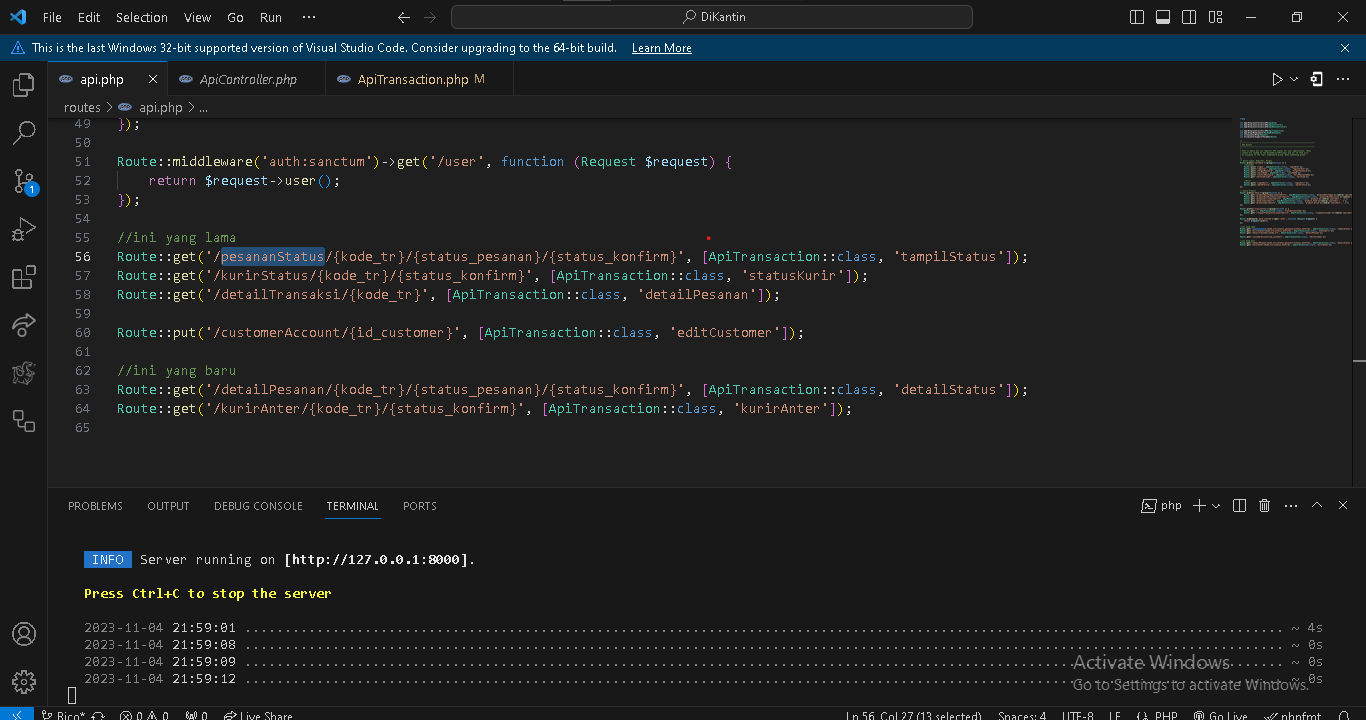 File Edit Selection View Go Run ··· DiKantin
This is the last Windows 32-bit supported version of Visual Studio Code. Consider upgrading to the 64-bit build. Learn More
api.php ApiController.php ApiTransaction.php M
routes > api.php > ...
49 });
50
51 Route::middleware('auth:sanctum')->get('/user', function (Request $request) {
52 return $request->user();
53 });
54
55 //ini yang lama
56 Route::get('/pesananStatus/{kode_tr}/{status_pesanan}/{status_konfirm}', [ApiTransaction::class, 'tampilStatus']);
57 Route::get('/kurirStatus/{kode_tr}/{status_konfirm}', [ApiTransaction::class, 'statusKurir']);
58 Route::get('/detailTransaksi/{kode_tr}', [ApiTransaction::class, 'detailPesanan']);
59
60 Route::put('/customerAccount/{id_customer}', [ApiTransaction::class, 'editCustomer']);
61
62 //ini yang baru
63 Route::get('/detailPesanan/{kode_tr}/{status_pesanan}/{status_konfirm}', [ApiTransaction::class, 'detailStatus']);
64 Route::get('/kurirAnter/{kode_tr}/{status_konfirm}', [ApiTransaction::class, 'kurirAnter']);
65
1
PROBLEMS OUTPUT DEBUG CONSOLE TERMINAL PORTS php
INFO Server running on [http://127.0.0.1:8000].
Press Ctrl+C to stop the server
2023-11-04 21:59:01 ........ ~ 4s
2023-11-04 21:59:08 ........ ~ 0s
2023-11-04 21:59:09 ........ ~ 0s
2023-11-04 21:59:12 ........ ~ 0s
Activate Windows
Go to Settings to activate Windows.
Rico* 0 0 0 Live Share Ln 56, Col 27 (13 selected) Spaces: 4 UTF-8 LF PHP Go Live phpfmt